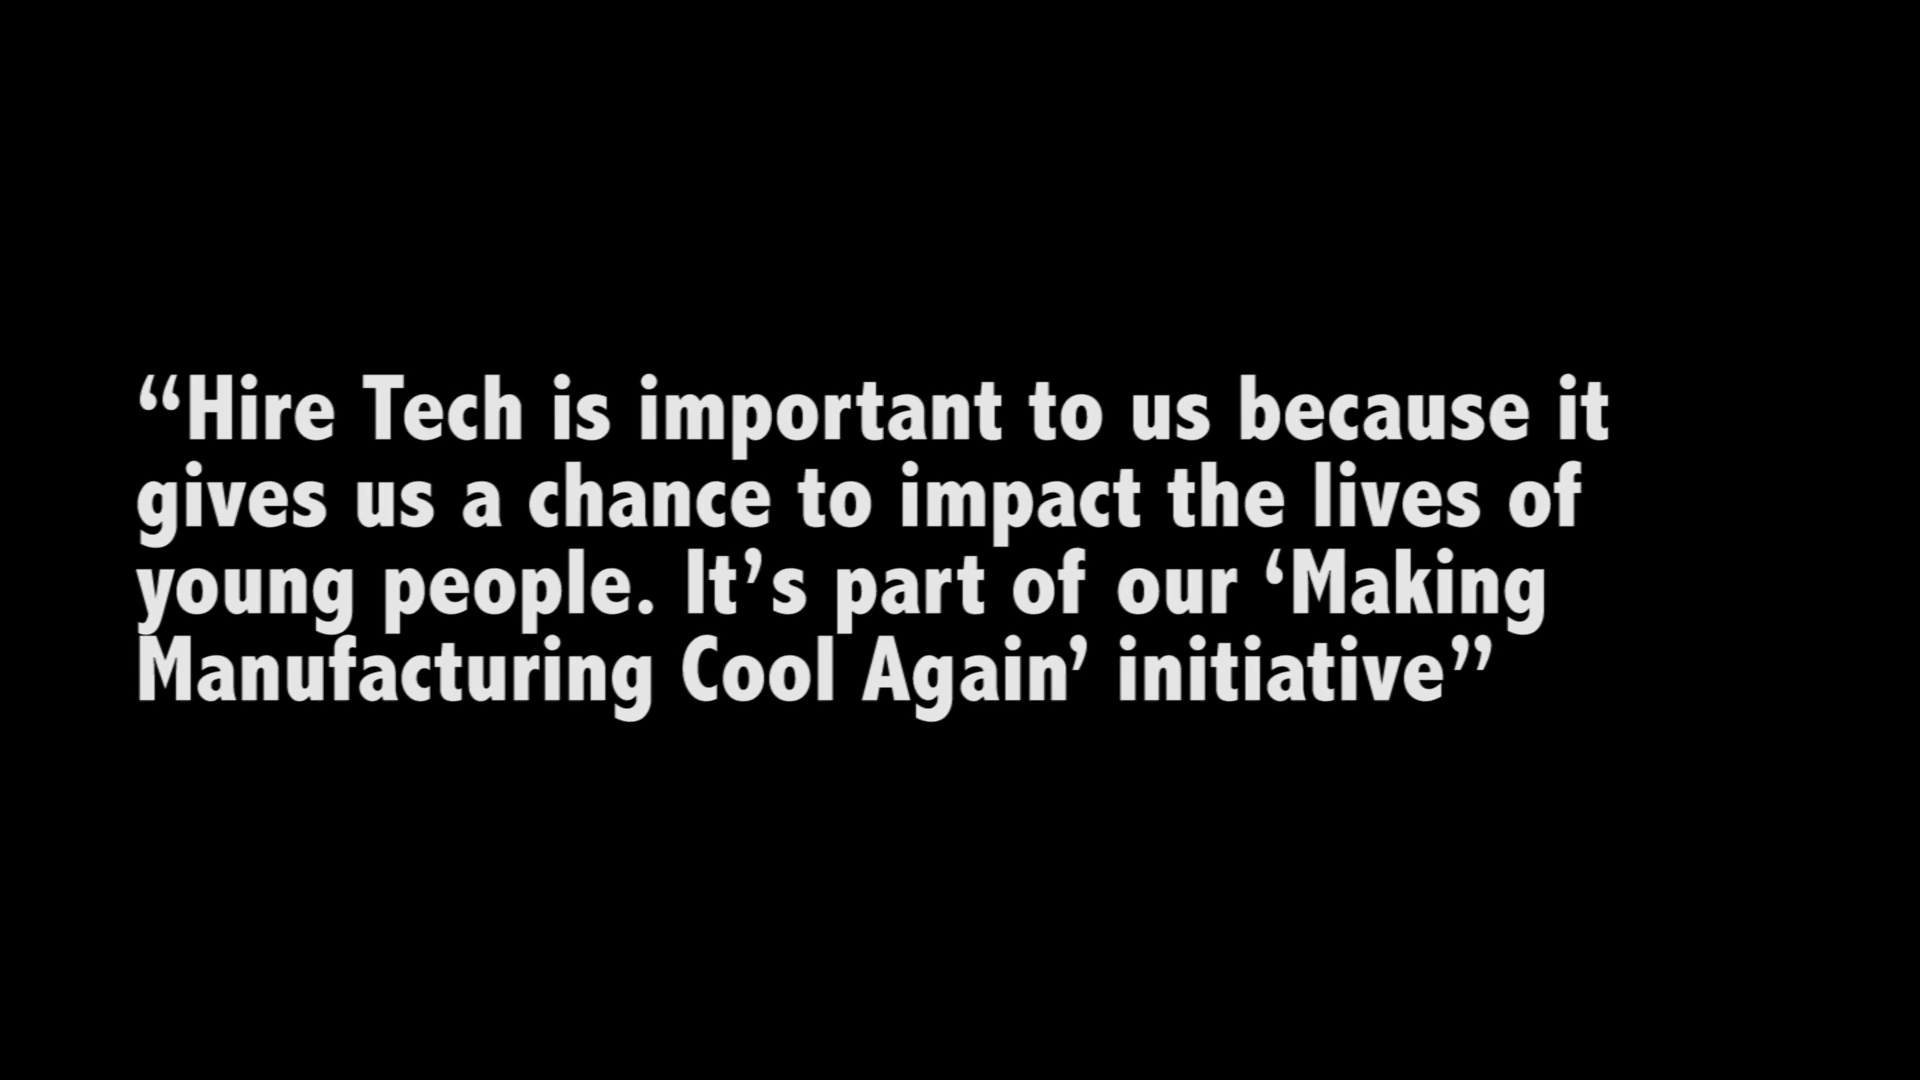 “Hire Tech is important to us because it
gives us a chance to impact the lives of
young people. It’s part of our ‘Making
Manufacturing Cool Again’ initiative”